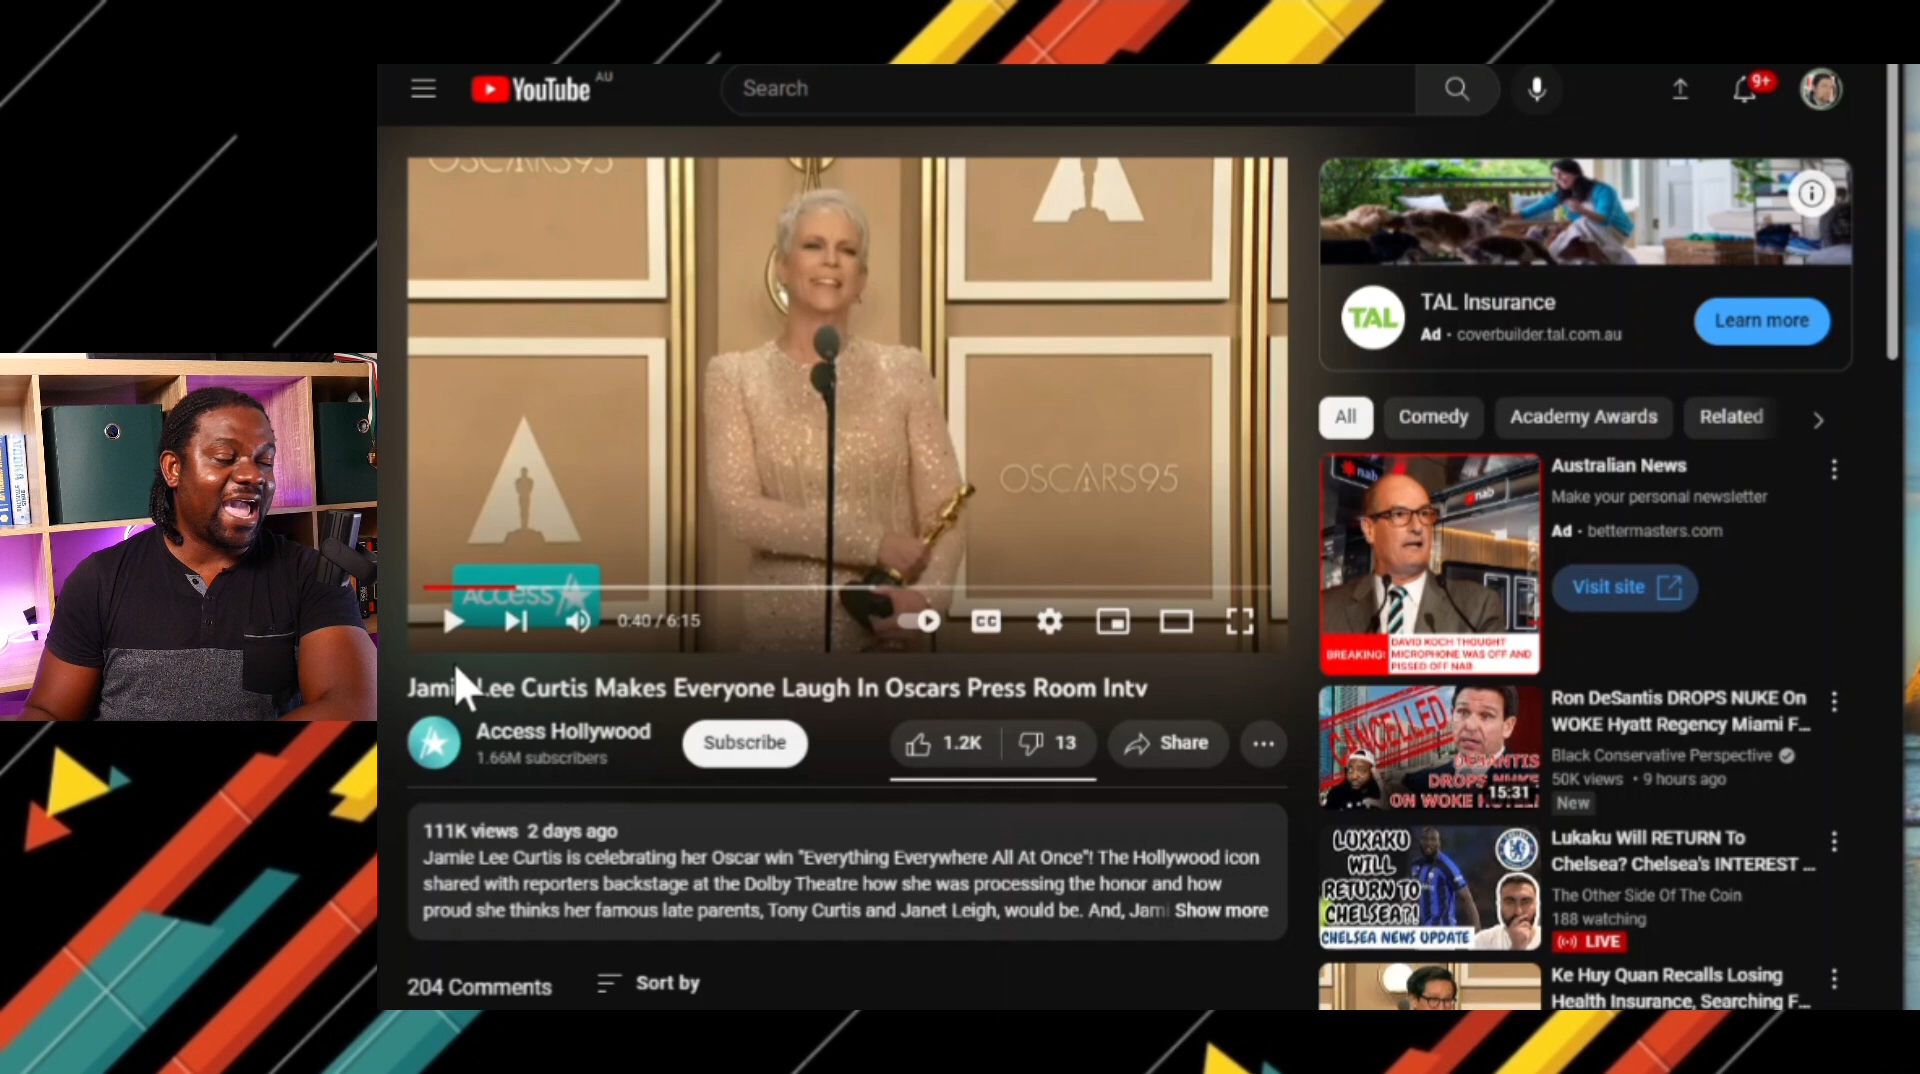 YouTube AU
Search
9+
OSCARS95
OSCARS95
Access
0:40 / 6:15
CC
Jamie Lee Curtis Makes Everyone Laugh In Oscars Press Room Intv
Access Hollywood
1.66M subscribers
Subscribe
1.2K
13
Share
111K views 2 days ago
Jamie Lee Curtis is celebrating her Oscar win "Everything Everywhere All At Once"! The Hollywood icon
shared with reporters backstage at the Dolby Theatre how she was processing the honor and how
proud she thinks her famous late parents, Tony Curtis and Janet Leigh, would be. And, Jami Show more
204 Comments
Sort by
TAL
TAL Insurance
Ad · coverbuilder.tal.com.au
Learn more
All
Comedy
Academy Awards
Related
nab
nab
BREAKING:
DAVID KOCH THOUGHT
MICROPHONE WAS OFF AND
PISSED OFF NAB
Australian News
Make your personal newsletter
Ad · bettermasters.com
Visit site
CANCELLED
DESANTIS
DROPS NUKE
ON WOKE HOTEL!
15:31
Ron DeSantis DROPS NUKE On
WOKE Hyatt Regency Miami F...
Black Conservative Perspective
50K views • 9 hours ago
New
LUKAKU
WILL
RETURN TO
CHELSEA?!
CHELSEA NEWS UPDATE
Lukaku Will RETURN To
Chelsea? Chelsea's INTEREST ...
The Other Side Of The Coin
188 watching
LIVE
Ke Huy Quan Recalls Losing
Health Insurance, Searching F...